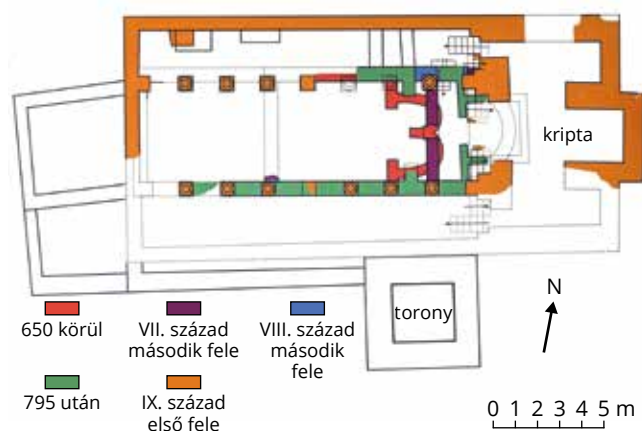 kripta
torony
N
650 körül
VII. század
második fele
VIII. század
második
fele
795 után
IX. század
első fele
0 1 2 3 4 5 m